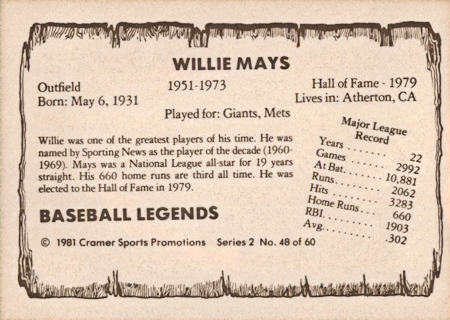 WILLIE MAYS
Outfield 1951-1973 Hall of Fame - 1979
Born: May 6, 1931 Lives in: Atherton, CA
Played for: Giants, Mets
Willie was one of the greatest players of his time. He was
named by Sporting News as the player of the decade (1960-
1969). Mays was a National League all-star for 19 years
straight. His 660 home runs are third all time. He was
elected to the Hall of Fame in 1979.
Major League
Record
Years ........ 22
Games ....... 2992
At Bat........ 10,881
Runs......... 2062
Hits ......... 3283
Home Runs... 660
RBI.......... 1903
Avg.......... .302
BASEBALL LEGENDS
© 1981 Cramer Sports Promotions Series 2 No. 48 of 60